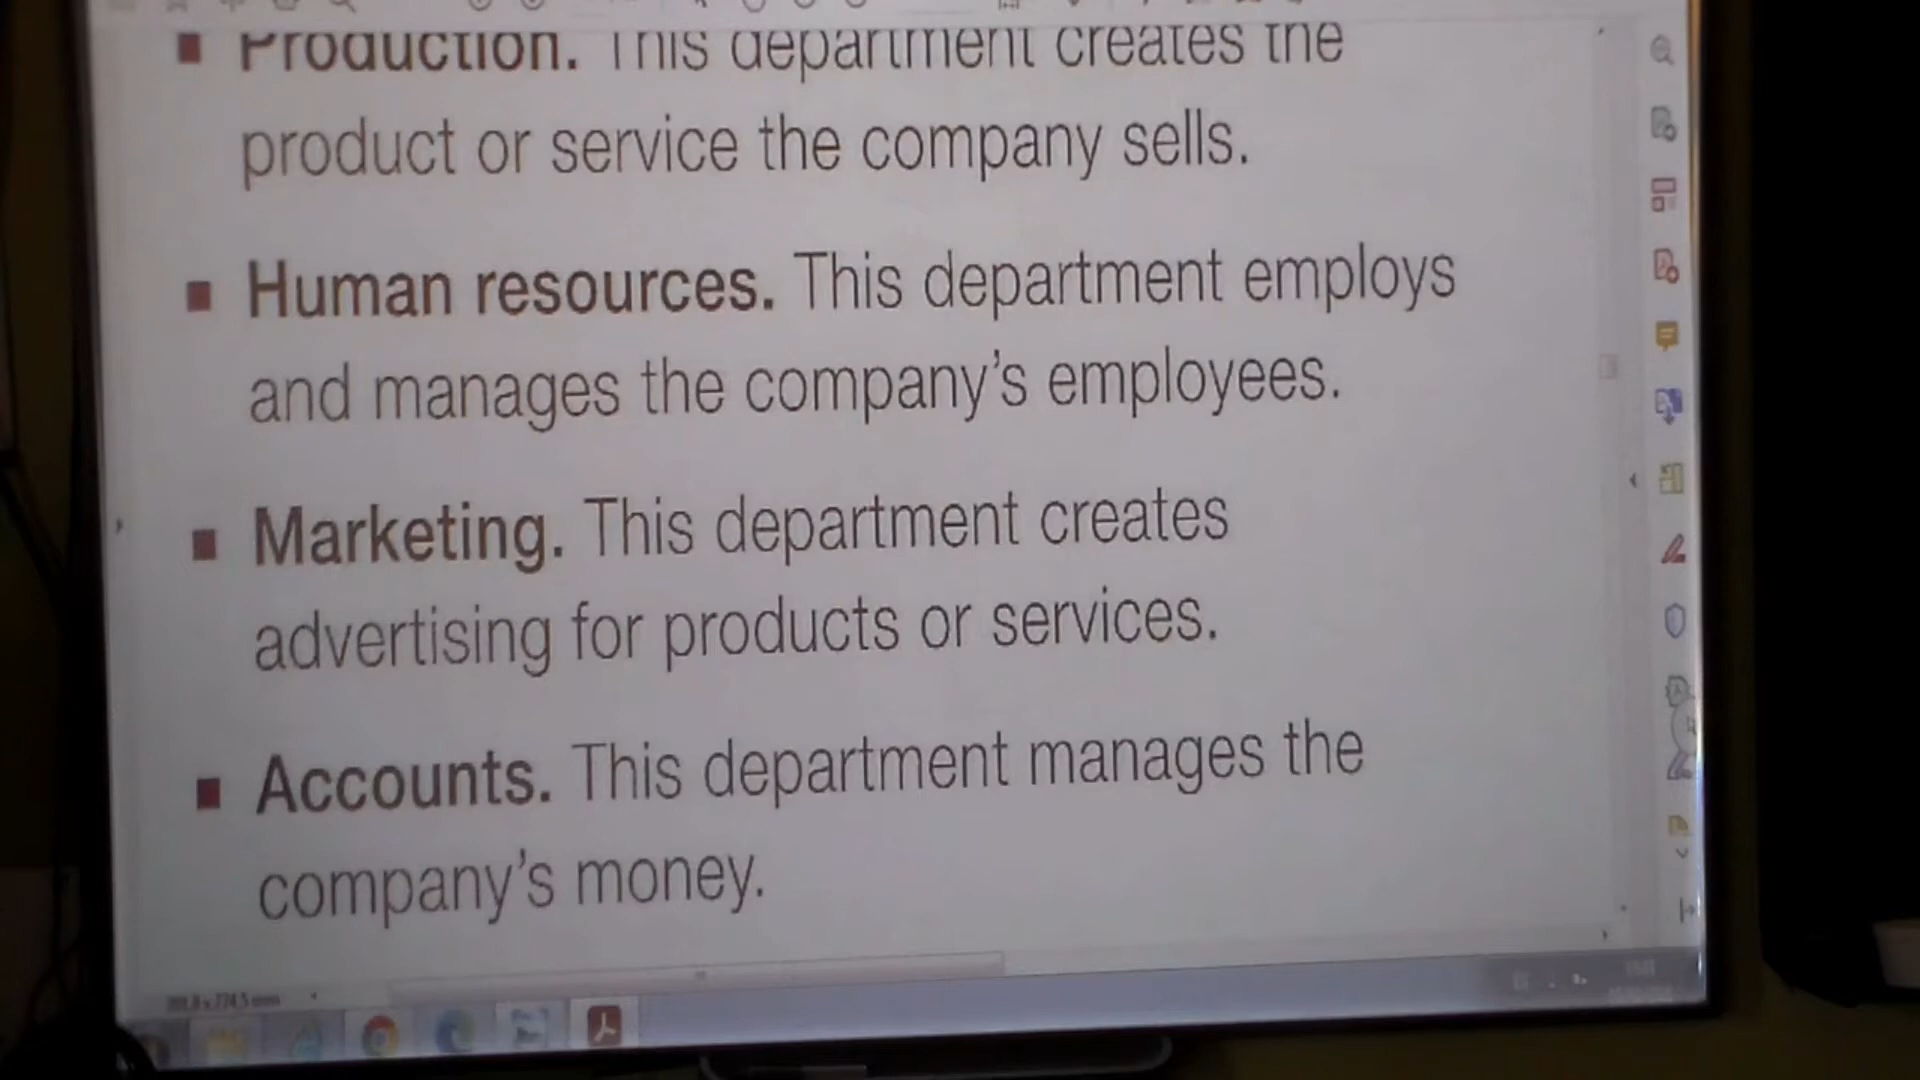 Production. This department creates the
product or service the company sells.
Human resources. This department employs
and manages the company's employees.
Marketing. This department creates
advertising for products or services.
Accounts. This department manages the
company's money.